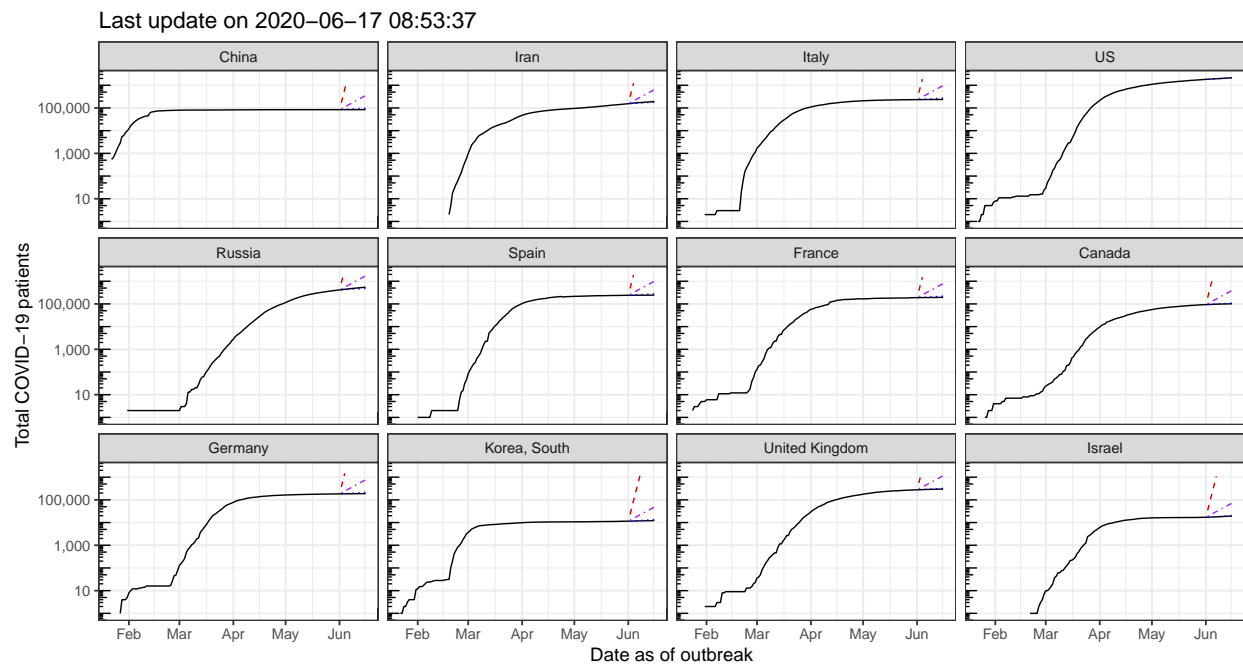 Last update on 2020−06−17 08:53:37
China Iran Italy US
100,000
1,000
10
Russia Spain France Canada
100,000
1,000
10
Germany Korea, South United Kingdom Israel
100,000
1,000
10
Feb Mar Apr May Jun Feb Mar Apr May Jun Feb Mar Apr May Jun Feb Mar Apr May Jun
Date as of outbreak
Total COVID−19 patients